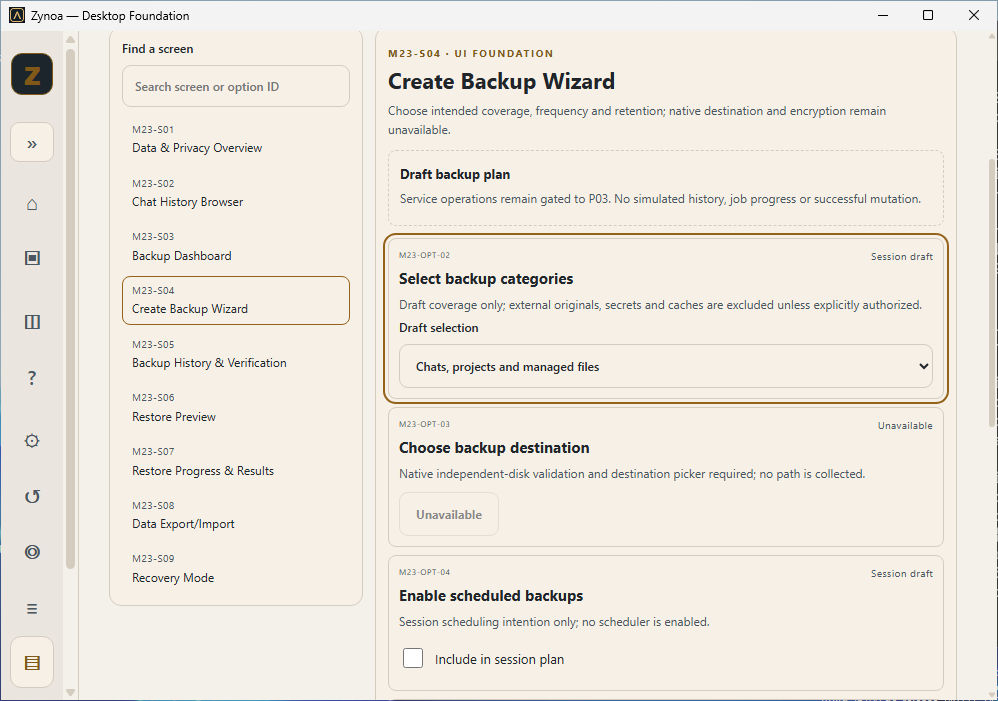 Zynoa — Desktop Foundation
Z
»
?
Find a screen
Search screen or option ID
M23-S01
Data & Privacy Overview
M23-S02
Chat History Browser
M23-S03
Backup Dashboard
M23-S04
Create Backup Wizard
M23-S05
Backup History & Verification
M23-S06
Restore Preview
M23-S07
Restore Progress & Results
M23-S08
Data Export/Import
M23-S09
Recovery Mode
M23-S04 · UI FOUNDATION
Create Backup Wizard
Choose intended coverage, frequency and retention; native destination and encryption remain
unavailable.
Draft backup plan
Service operations remain gated to P03. No simulated history, job progress or successful mutation.
M23-OPT-02
Session draft
Select backup categories
Draft coverage only; external originals, secrets and caches are excluded unless explicitly authorized.
Draft selection
Chats, projects and managed files
M23-OPT-03
Unavailable
Choose backup destination
Native independent-disk validation and destination picker required; no path is collected.
Unavailable
M23-OPT-04
Session draft
Enable scheduled backups
Session scheduling intention only; no scheduler is enabled.
Include in session plan